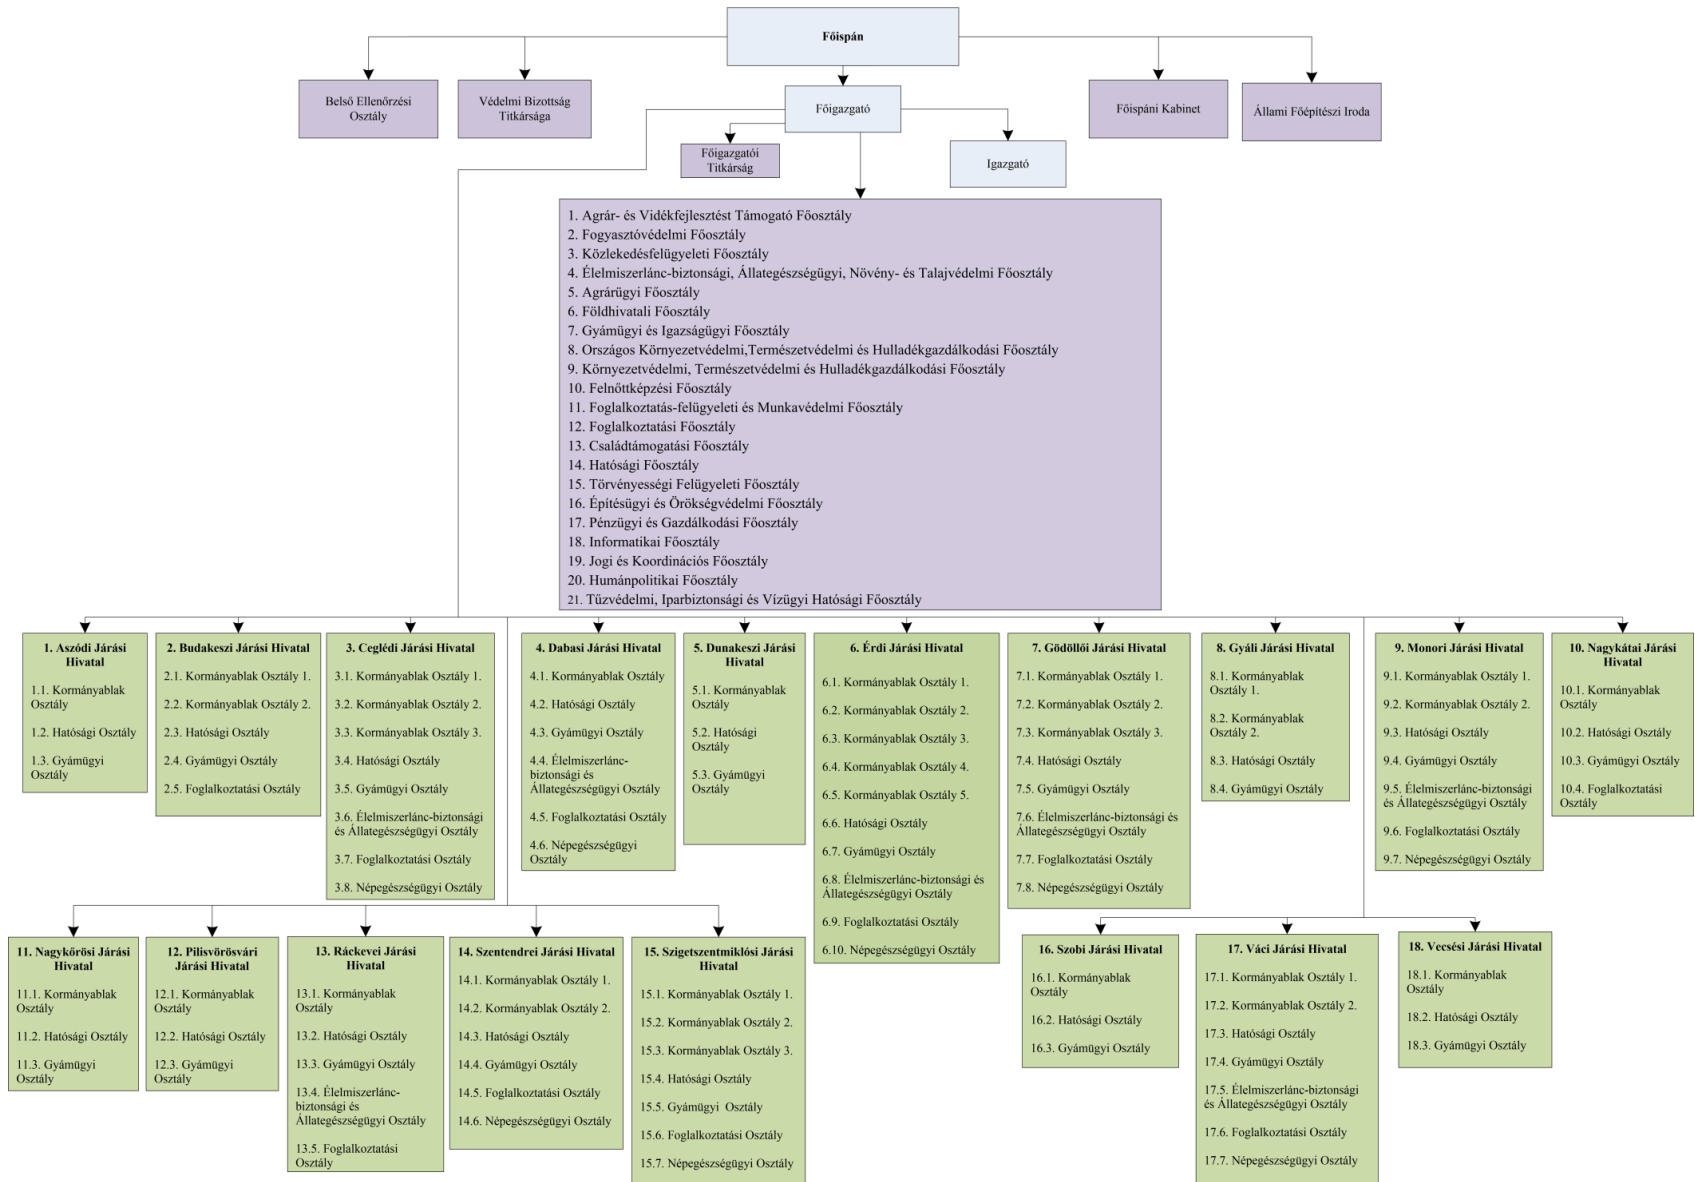 Főispán
Belső Ellenőrzési
Osztály
Védelmi Bizottság
Titkársága
Főigazgató
Főispáni Kabinet
Állami Főépítészi Iroda
Főigazgatói
Titkárság
Igazgató
1. Agrár- és Vidékfejlesztést Támogató Főosztály
2. Fogyasztóvédelmi Főosztály
3. Közlekedésfelügyeleti Főosztály
4. Élelmiszerlánc-biztonsági, Állategészségügyi, Növény- és Talajvédelmi Főosztály
5. Agrárügyi Főosztály
6. Földhivatali Főosztály
7. Gyámügyi és Igazságügyi Főosztály
8. Országos Környezetvédelmi,Természetvédelmi és Hulladékgazdálkodási Főosztály
9. Környezetvédelmi, Természetvédelmi és Hulladékgazdálkodási Főosztály
10. Felnőttképzési Főosztály
11. Foglalkoztatás-felügyeleti és Munkavédelmi Főosztály
12. Foglalkoztatási Főosztály
13. Családtámogatási Főosztály
14. Hatósági Főosztály
15. Törvényességi Felügyeleti Főosztály
16. Építésügyi és Örökségvédelmi Főosztály
17. Pénzügyi és Gazdálkodási Főosztály
18. Informatikai Főosztály
19. Jogi és Koordinációs Főosztály
20. Humánpolitikai Főosztály
21. Tűzvédelmi, Iparbiztonsági és Vízügyi Hatósági Főosztály
1. Aszódi Járási
Hivatal
1.1. Kormányablak
Osztály
1.2. Hatósági Osztály
1.3. Gyámügyi
Osztály
2. Budakeszi Járási Hivatal
2.1. Kormányablak Osztály 1.
2.2. Kormányablak Osztály 2.
2.3. Hatósági Osztály
2.4. Gyámügyi Osztály
2.5. Foglalkoztatási Osztály
3. Ceglédi Járási Hivatal
3.1. Kormányablak Osztály 1.
3.2. Kormányablak Osztály 2.
3.3. Kormányablak Osztály 3.
3.4. Hatósági Osztály
3.5. Gyámügyi Osztály
3.6. Élelmiszerlánc-biztonsági
és Állategészségügyi Osztály
3.7. Foglalkoztatási Osztály
3.8. Népegészségügyi Osztály
4. Dabasi Járási Hivatal
4.1. Kormányablak Osztály
4.2. Hatósági Osztály
4.3. Gyámügyi Osztály
4.4. Élelmiszerlánc-
biztonsági és
Állategészségügyi Osztály
4.5. Foglalkoztatási Osztály
4.6. Népegészségügyi
Osztály
5. Dunakeszi Járási
Hivatal
5.1. Kormányablak
Osztály
5.2. Hatósági
Osztály
5.3. Gyámügyi
Osztály
6. Érdi Járási Hivatal
6.1. Kormányablak Osztály 1.
6.2. Kormányablak Osztály 2.
6.3. Kormányablak Osztály 3.
6.4. Kormányablak Osztály 4.
6.5. Kormányablak Osztály 5.
6.6. Hatósági Osztály
6.7. Gyámügyi Osztály
6.8. Élelmiszerlánc-biztonsági és
Állategészségügyi Osztály
6.9. Foglalkoztatási Osztály
6.10. Népegészségügyi Osztály
7. Gödöllői Járási Hivatal
7.1. Kormányablak Osztály 1.
7.2. Kormányablak Osztály 2.
7.3. Kormányablak Osztály 3.
7.4. Hatósági Osztály
7.5. Gyámügyi Osztály
7.6. Élelmiszerlánc-biztonsági és
Állategészségügyi Osztály
7.7. Foglalkoztatási Osztály
7.8. Népegészségügyi Osztály
8. Gyáli Járási Hivatal
8.1. Kormányablak
Osztály 1.
8.2. Kormányablak
Osztály 2.
8.3. Hatósági Osztály
8.4. Gyámügyi Osztály
9. Monori Járási Hivatal
9.1. Kormányablak Osztály 1.
9.2. Kormányablak Osztály 2.
9.3. Hatósági Osztály
9.4. Gyámügyi Osztály
9.5. Élelmiszerlánc-biztonsági
és Állategészségügyi Osztály
9.6. Foglalkoztatási Osztály
9.7. Népegészségügyi Osztály
10. Nagykátai Járási
Hivatal
10.1. Kormányablak
Osztály
10.2. Hatósági Osztály
10.3. Gyámügyi Osztály
10.4. Foglalkoztatási
Osztály
11. Nagykőrösi Járási
Hivatal
11.1. Kormányablak
Osztály
11.2. Hatósági Osztály
11.3. Gyámügyi
Osztály
12. Pilisvörösvári
Járási Hivatal
12.1. Kormányablak
Osztály
12.2. Hatósági Osztály
12.3. Gyámügyi
Osztály
13. Ráckevei Járási
Hivatal
13.1. Kormányablak
Osztály
13.2. Hatósági Osztály
13.3. Gyámügyi Osztály
13.4. Élelmiszerlánc-
biztonsági és
Állategészségügyi Osztály
13.5. Foglalkoztatási
Osztály
14. Szentendrei Járási Hivatal
14.1. Kormányablak Osztály 1.
14.2. Kormányablak Osztály 2.
14.3. Hatósági Osztály
14.4. Gyámügyi Osztály
14.5. Foglalkoztatási Osztály
14.6. Népegészségügyi Osztály
15. Szigetszentmiklósi Járási
Hivatal
15.1. Kormányablak Osztály 1.
15.2. Kormányablak Osztály 2.
15.3. Kormányablak Osztály 3.
15.4. Hatósági Osztály
15.5. Gyámügyi Osztály
15.6. Foglalkoztatási Osztály
15.7. Népegészségügyi Osztály
16. Szobi Járási Hivatal
16.1. Kormányablak
Osztály
16.2. Hatósági Osztály
16.3. Gyámügyi Osztály
17. Váci Járási Hivatal
17.1. Kormányablak Osztály 1.
17.2. Kormányablak Osztály 2.
17.3. Hatósági Osztály
17.4. Gyámügyi Osztály
17.5. Élelmiszerlánc-biztonsági
és Állategészségügyi Osztály
17.6. Foglalkoztatási Osztály
17.7. Népegészségügyi Osztály
18. Vecsési Járási Hivatal
18.1. Kormányablak
Osztály
18.2. Hatósági Osztály
18.3. Gyámügyi Osztály